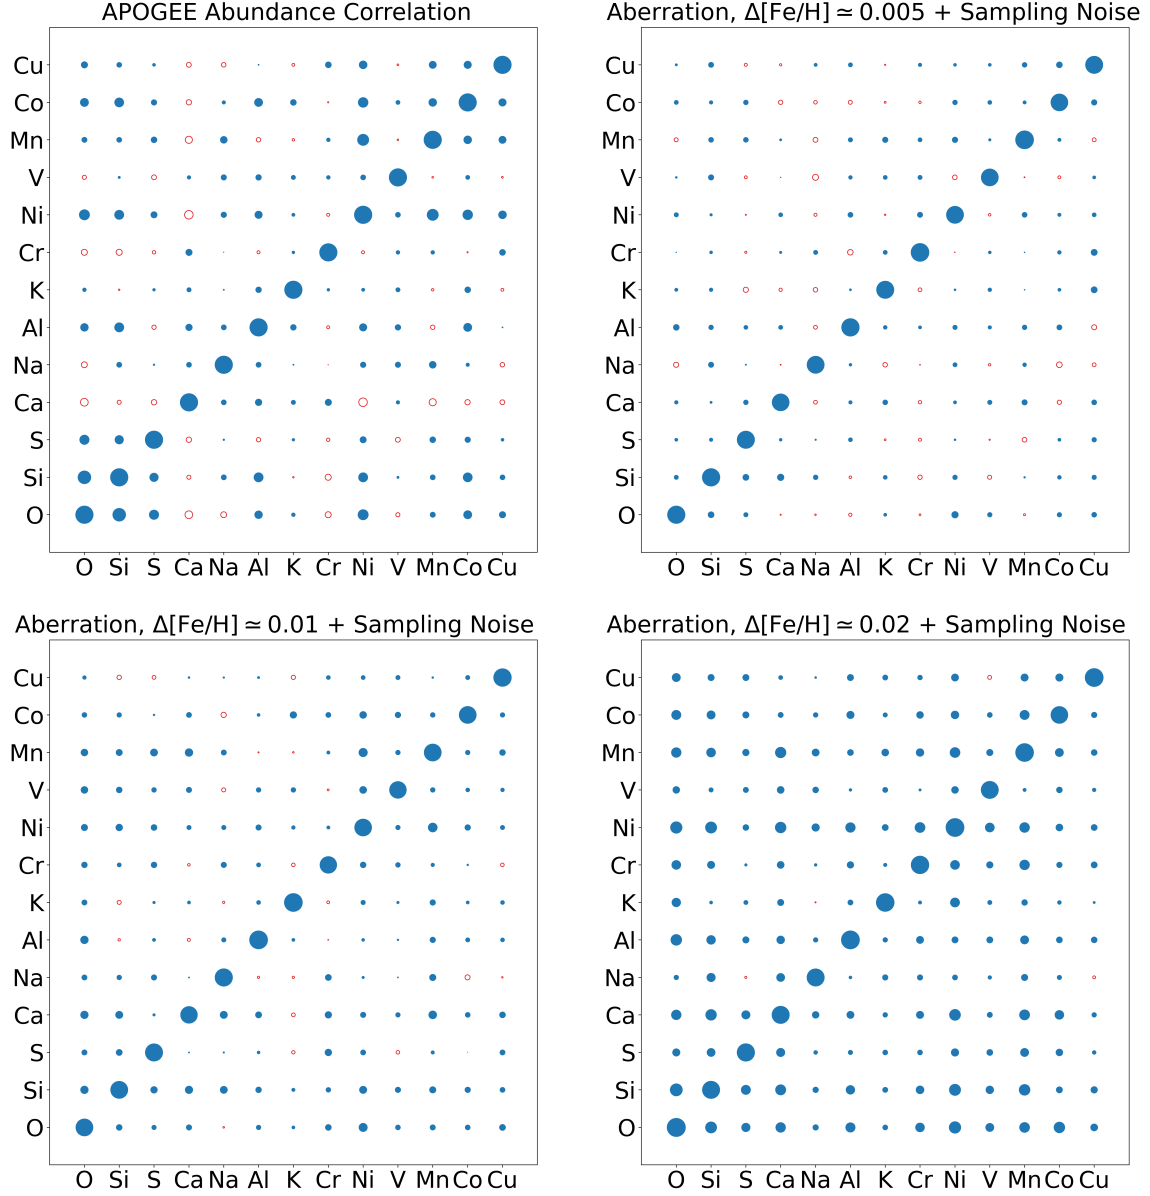 APOGEE Abundance Correlation
Cu
Co
Mn
V
Ni
Cr
K
Al
Na
Ca
S
Si
O
O Si S Ca Na Al K Cr Ni V Mn Co Cu
Aberration, Δ[Fe/H] ≃ 0.005 + Sampling Noise
Cu
Co
Mn
V
Ni
Cr
K
Al
Na
Ca
S
Si
O
O Si S Ca Na Al K Cr Ni V Mn Co Cu
Aberration, Δ[Fe/H] ≃ 0.01 + Sampling Noise
Cu
Co
Mn
V
Ni
Cr
K
Al
Na
Ca
S
Si
O
O Si S Ca Na Al K Cr Ni V Mn Co Cu
Aberration, Δ[Fe/H] ≃ 0.02 + Sampling Noise
Cu
Co
Mn
V
Ni
Cr
K
Al
Na
Ca
S
Si
O
O Si S Ca Na Al K Cr Ni V Mn Co Cu